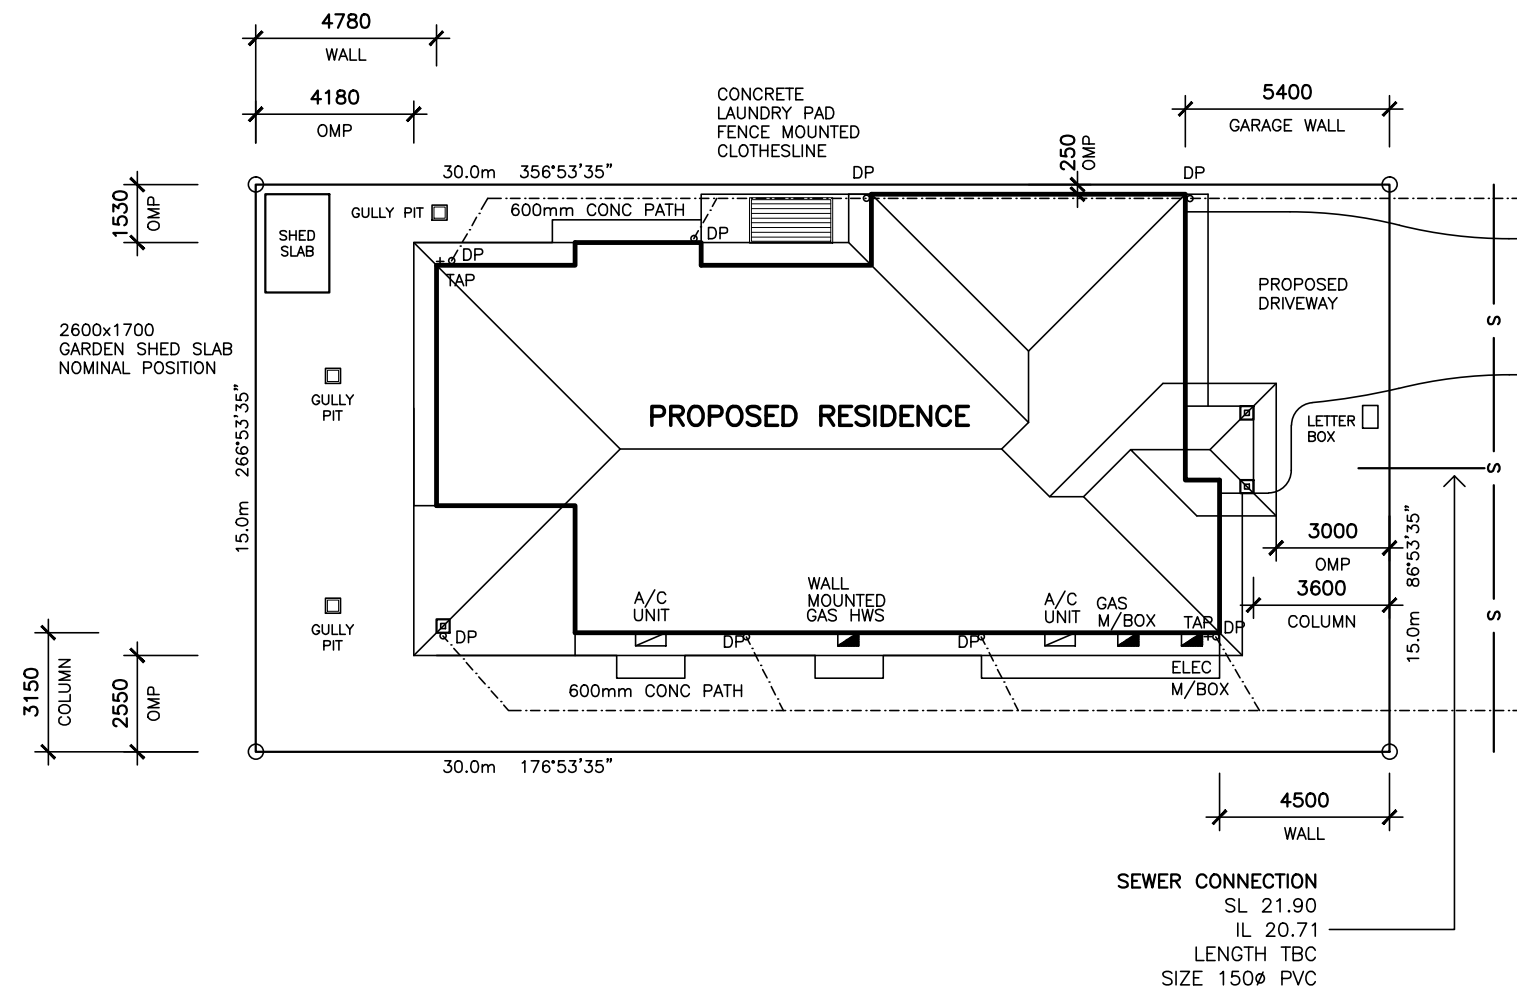 4780
WALL
4180
OMP
CONCRETE
LAUNDRY PAD
FENCE MOUNTED
CLOTHESLINE
5400
GARAGE WALL
250
OMP
30.0m 356°53'35"
DP
DP
1530
OMP
GULLY PIT
600mm CONC PATH
SHED
SLAB
DP
DP
TAP
PROPOSED
DRIVEWAY
2600x1700
GARDEN SHED SLAB
NOMINAL POSITION
S
GULLY
PIT
15.0m 266°53'35"
PROPOSED RESIDENCE
LETTER
BOX
S
3000
OMP
86°53'35"
15.0m
3600
COLUMN
S
A/C
UNIT
WALL
MOUNTED
GAS HWS
A/C
UNIT
GAS
M/BOX
TAP
DP
GULLY
PIT
DP
DP
DP
ELEC
M/BOX
600mm CONC PATH
3150
COLUMN
2550
OMP
30.0m 176°53'35"
4500
WALL
SEWER CONNECTION
SL 21.90
IL 20.71
LENGTH TBC
SIZE 150ø PVC